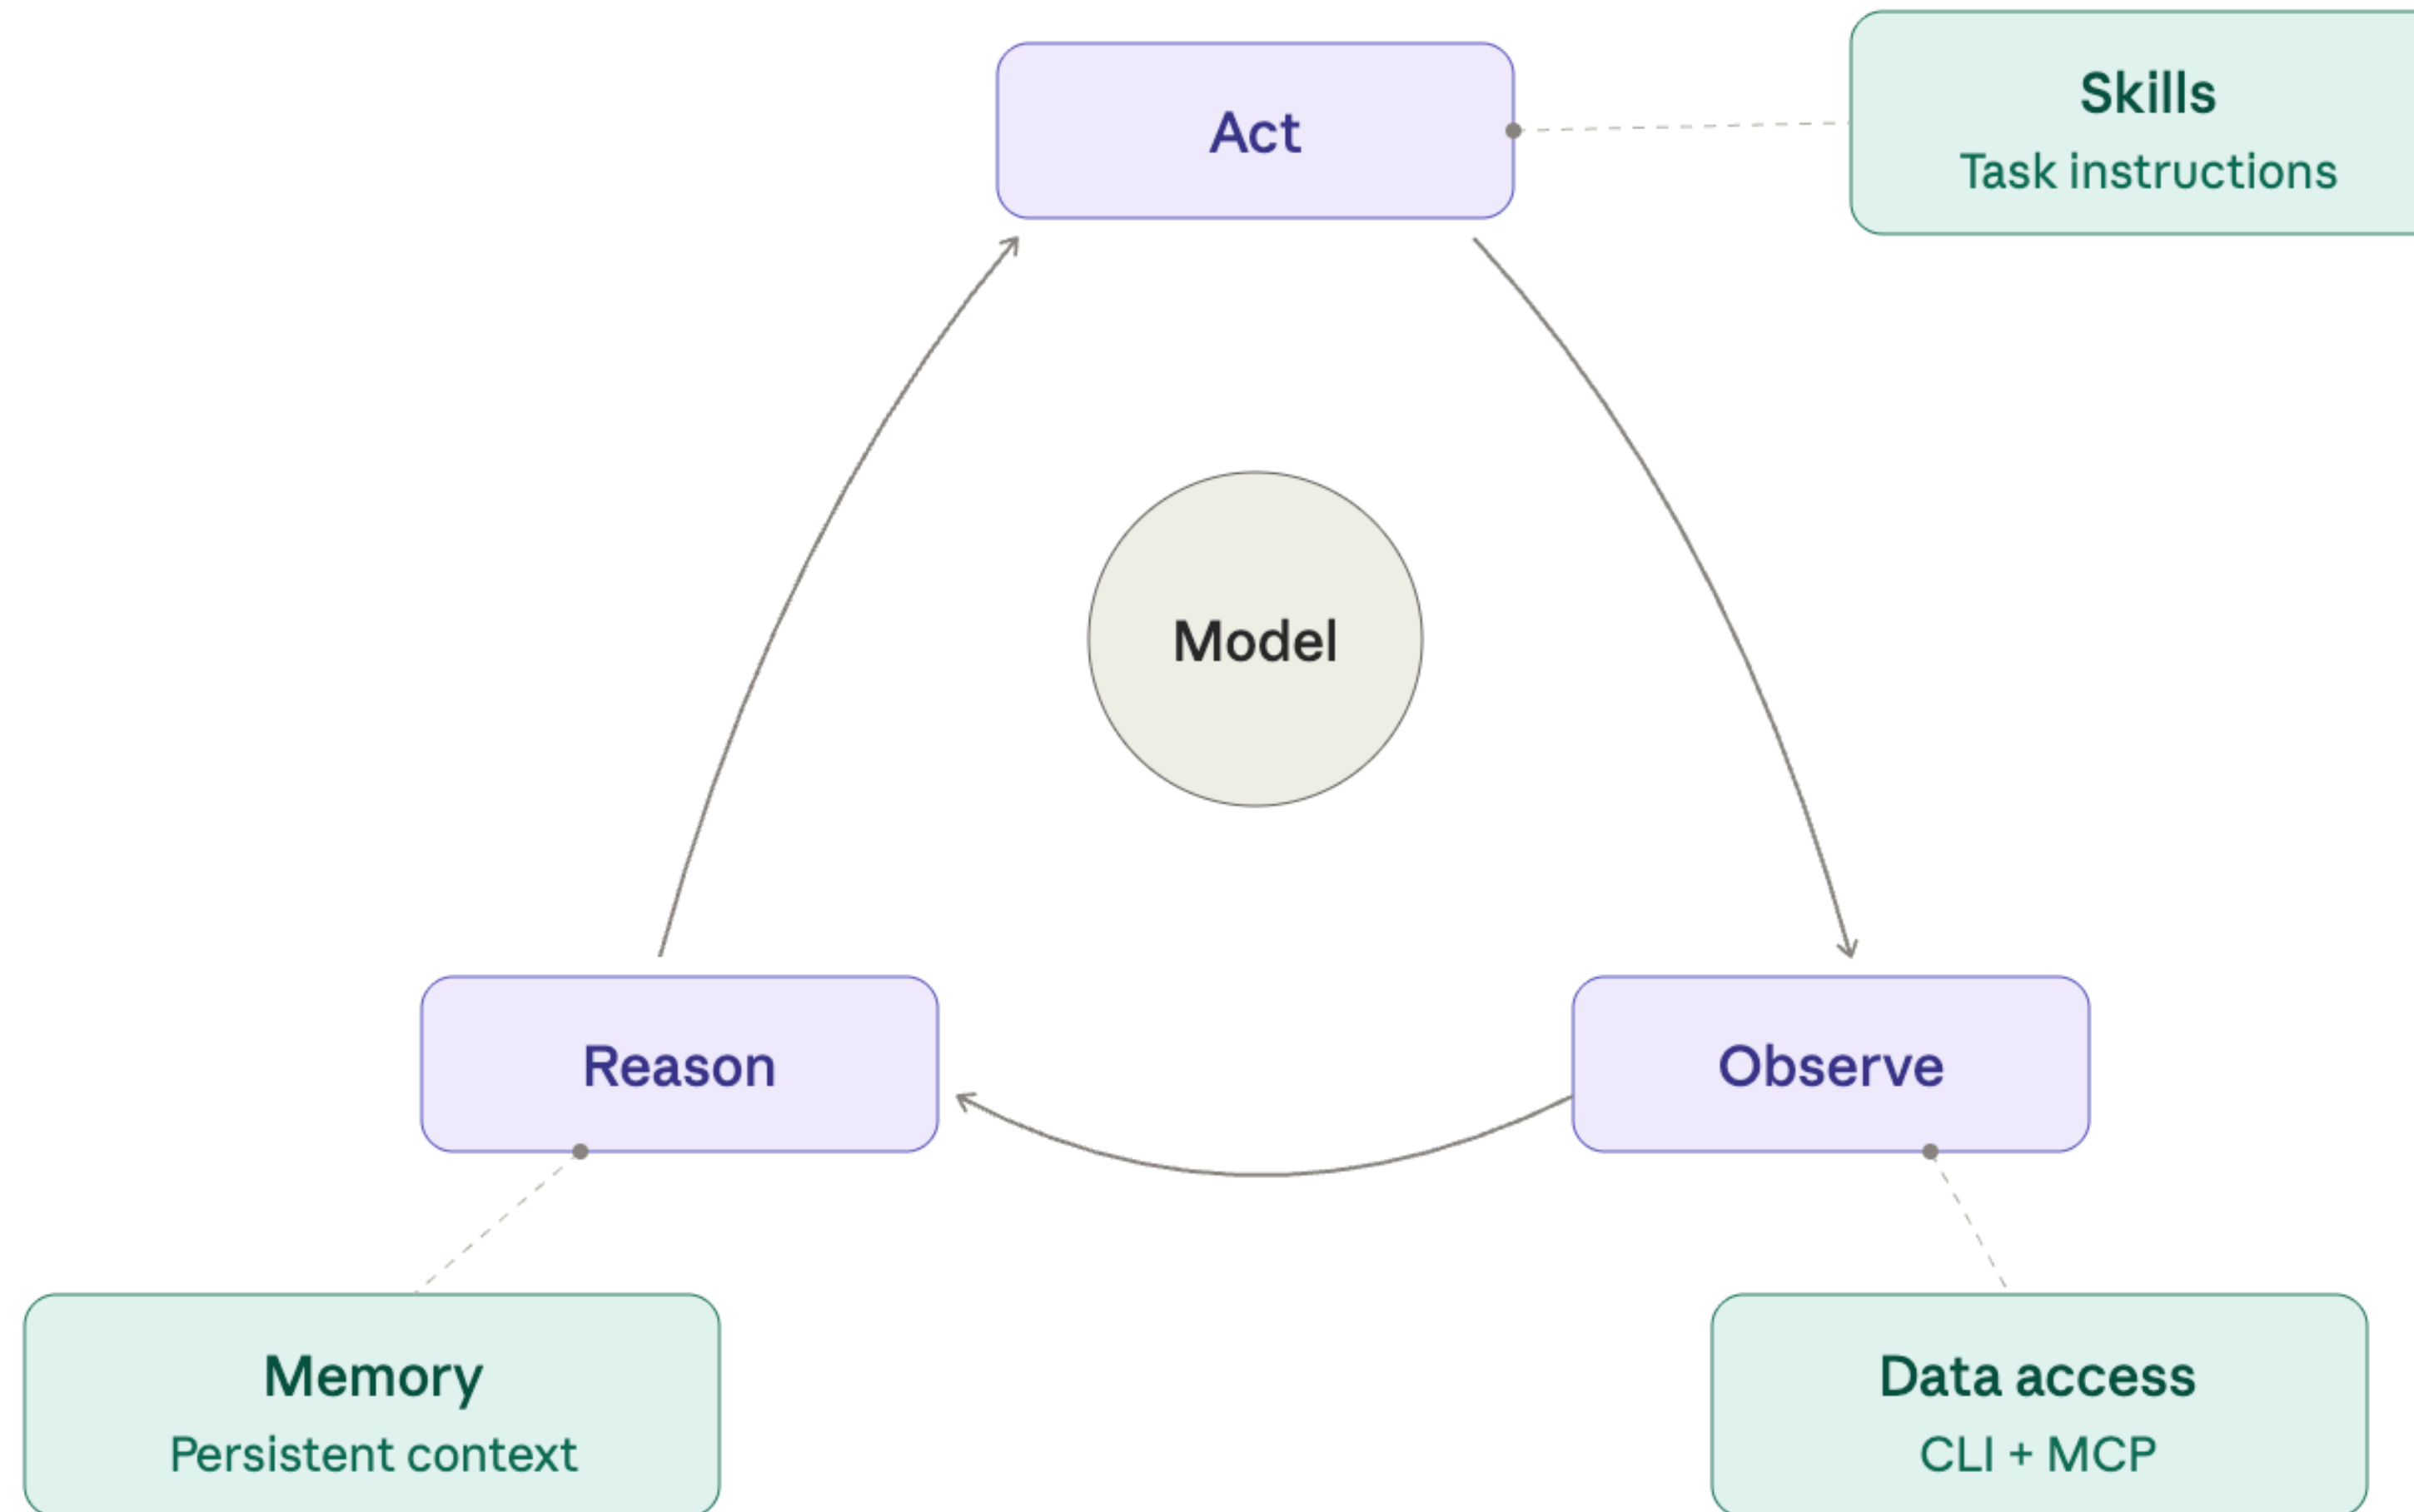 Act
Skills
Task instructions
Model
Reason
Observe
Memory
Persistent context
Data access
CLI + MCP